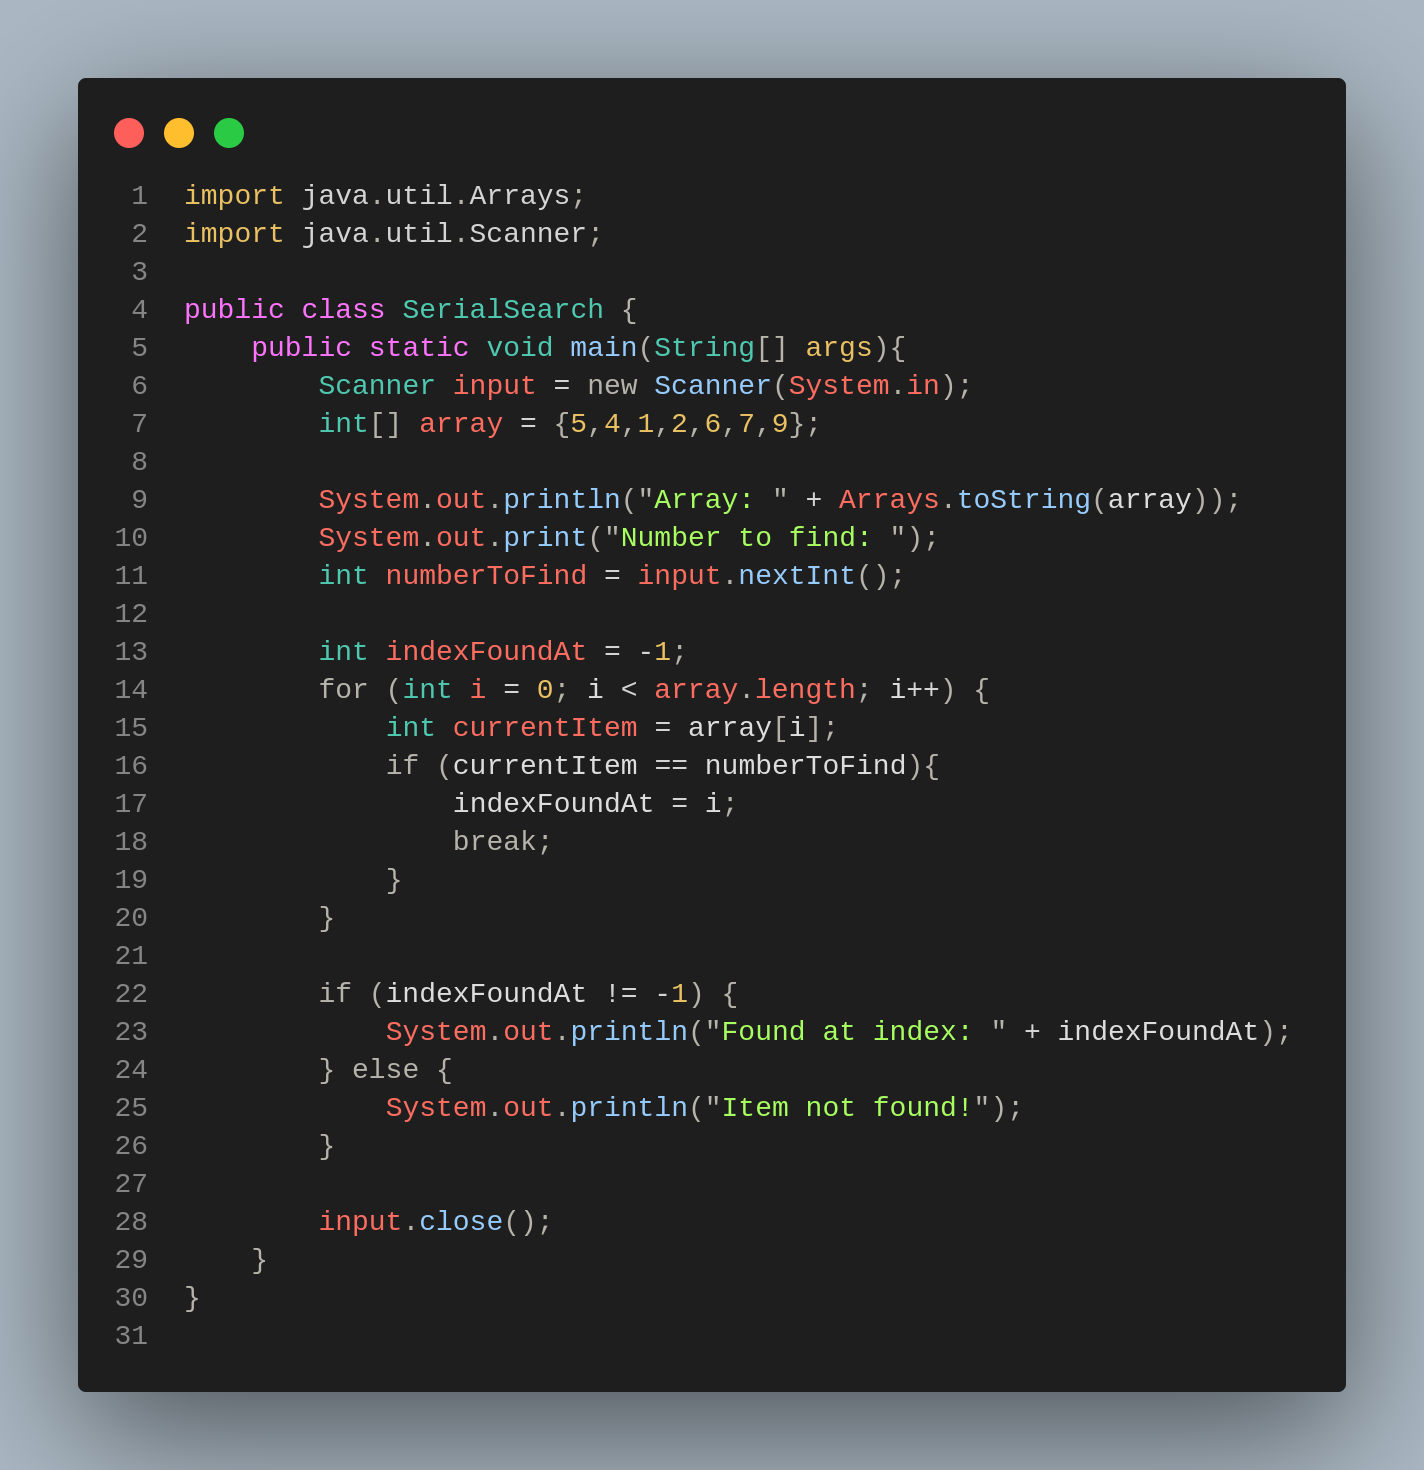 1 import java.util.Arrays;
2 import java.util.Scanner;
3
4 public class SerialSearch {
5     public static void main(String[] args){
6         Scanner input = new Scanner(System.in);
7         int[] array = {5,4,1,2,6,7,9};
8
9         System.out.println("Array: " + Arrays.toString(array));
10         System.out.print("Number to find: ");
11         int numberToFind = input.nextInt();
12
13         int indexFoundAt = -1;
14         for (int i = 0; i < array.length; i++) {
15             int currentItem = array[i];
16             if (currentItem == numberToFind){
17                 indexFoundAt = i;
18                 break;
19             }
20         }
21
22         if (indexFoundAt != -1) {
23             System.out.println("Found at index: " + indexFoundAt);
24         } else {
25             System.out.println("Item not found!");
26         }
27
28         input.close();
29     }
30 }
31